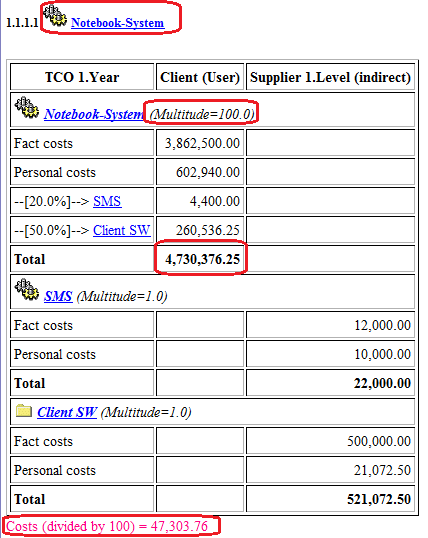 1.1.1.1 Notebook-System
TCO 1.Year Client (User) Supplier 1.Level (indirect)
Notebook-System (Multitude=100.0)
Fact costs 3,862,500.00
Personal costs 602,940.00
--[20.0%]--> SMS 4,400.00
--[50.0%]--> Client SW 260,536.25
Total 4,730,376.25
SMS (Multitude=1.0)
Fact costs 12,000.00
Personal costs 10,000.00
Total 22,000.00
Client SW (Multitude=1.0)
Fact costs 500,000.00
Personal costs 21,072.50
Total 521,072.50
Costs (divided by 100) = 47,303.76